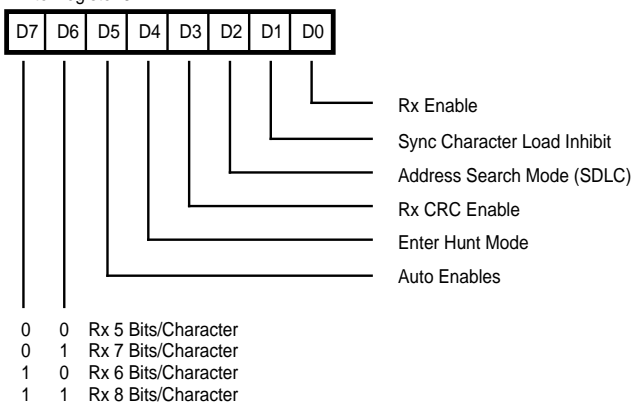 D7 D6 D5 D4 D3 D2 D1 D0
Rx Enable
Sync Character Load Inhibit
Address Search Mode (SDLC)
Rx CRC Enable
Enter Hunt Mode
Auto Enables
0 0 Rx 5 Bits/Character
0 1 Rx 7 Bits/Character
1 0 Rx 6 Bits/Character
1 1 Rx 8 Bits/Character